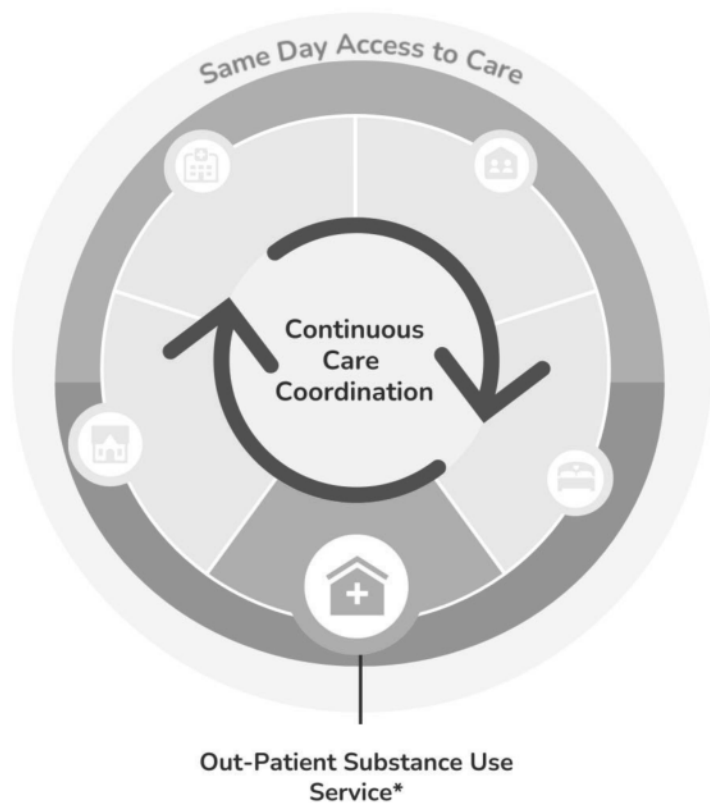 Same Day Access to Care
Continuous
Care
Coordination
Out-Patient Substance Use
Service*